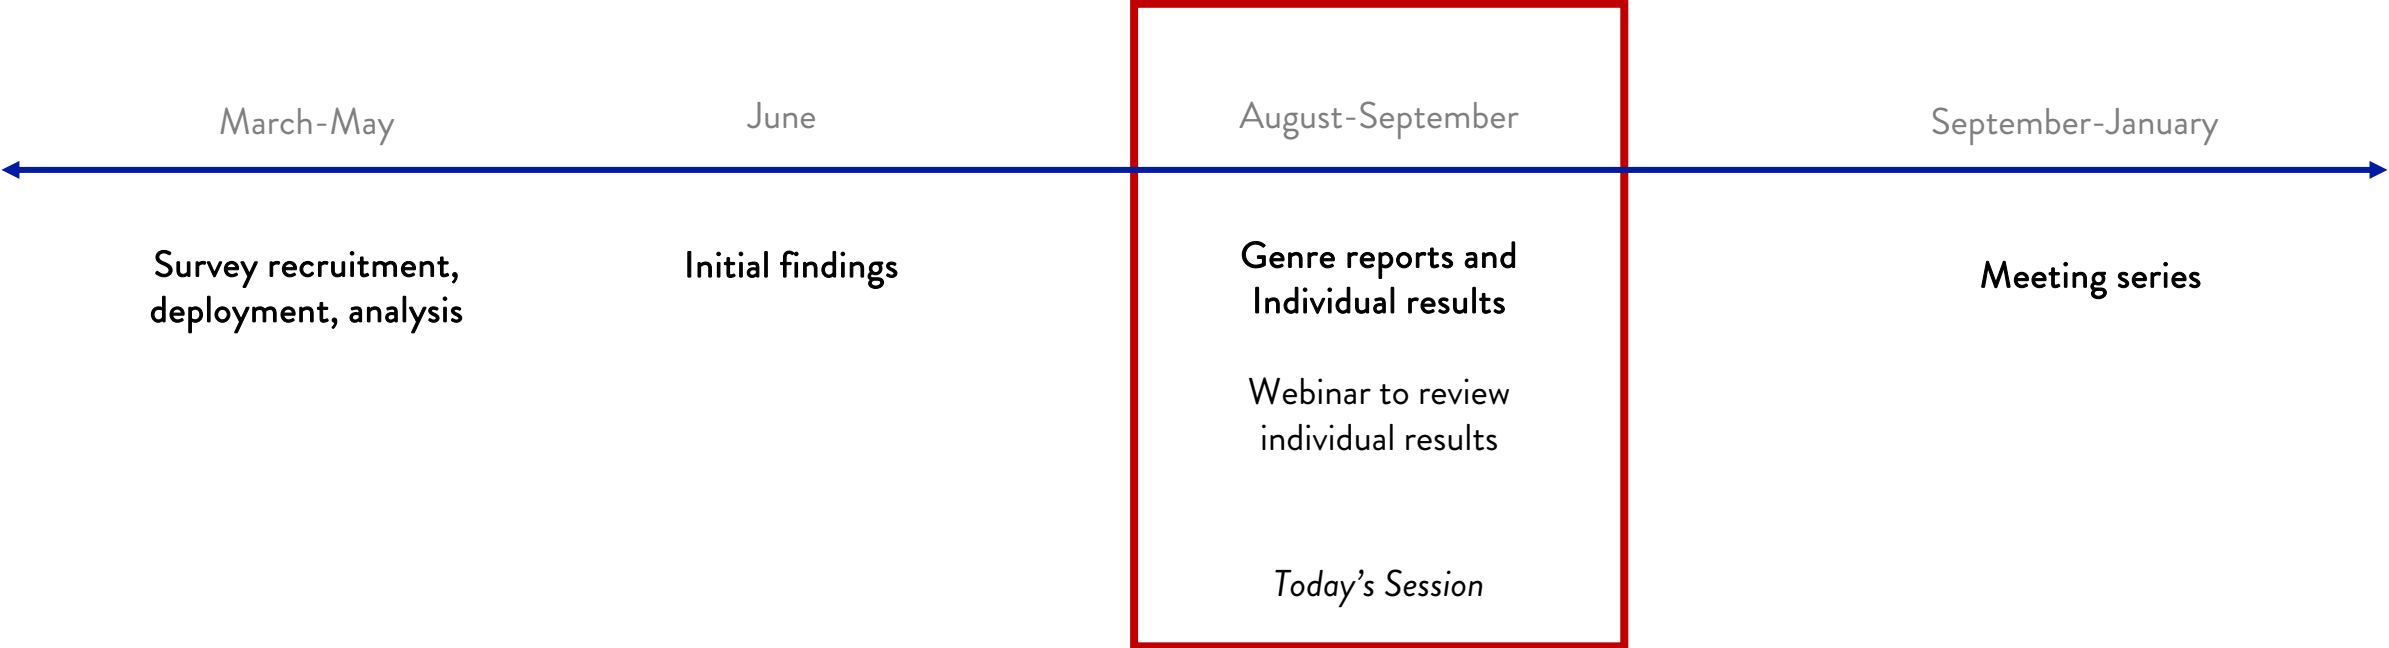 March-May
June
August-September
September-January
Survey recruitment,
deployment, analysis
Initial findings
Genre reports and
Individual results
Webinar to review
individual results
Today's Session
Meeting series